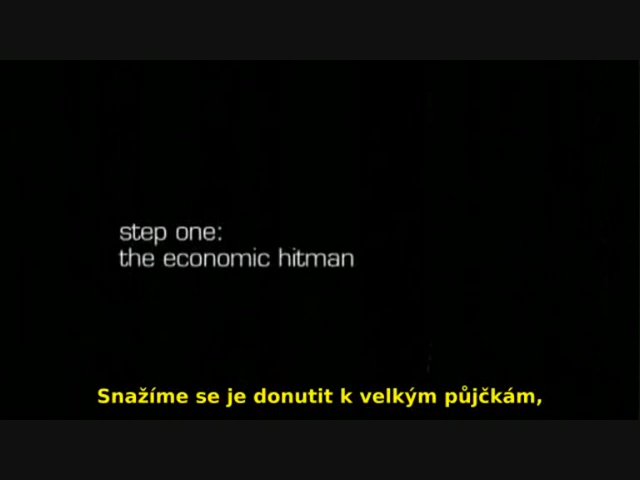 step one:
the economic hitman
Snažíme se je donutit k velkým půjčkám,